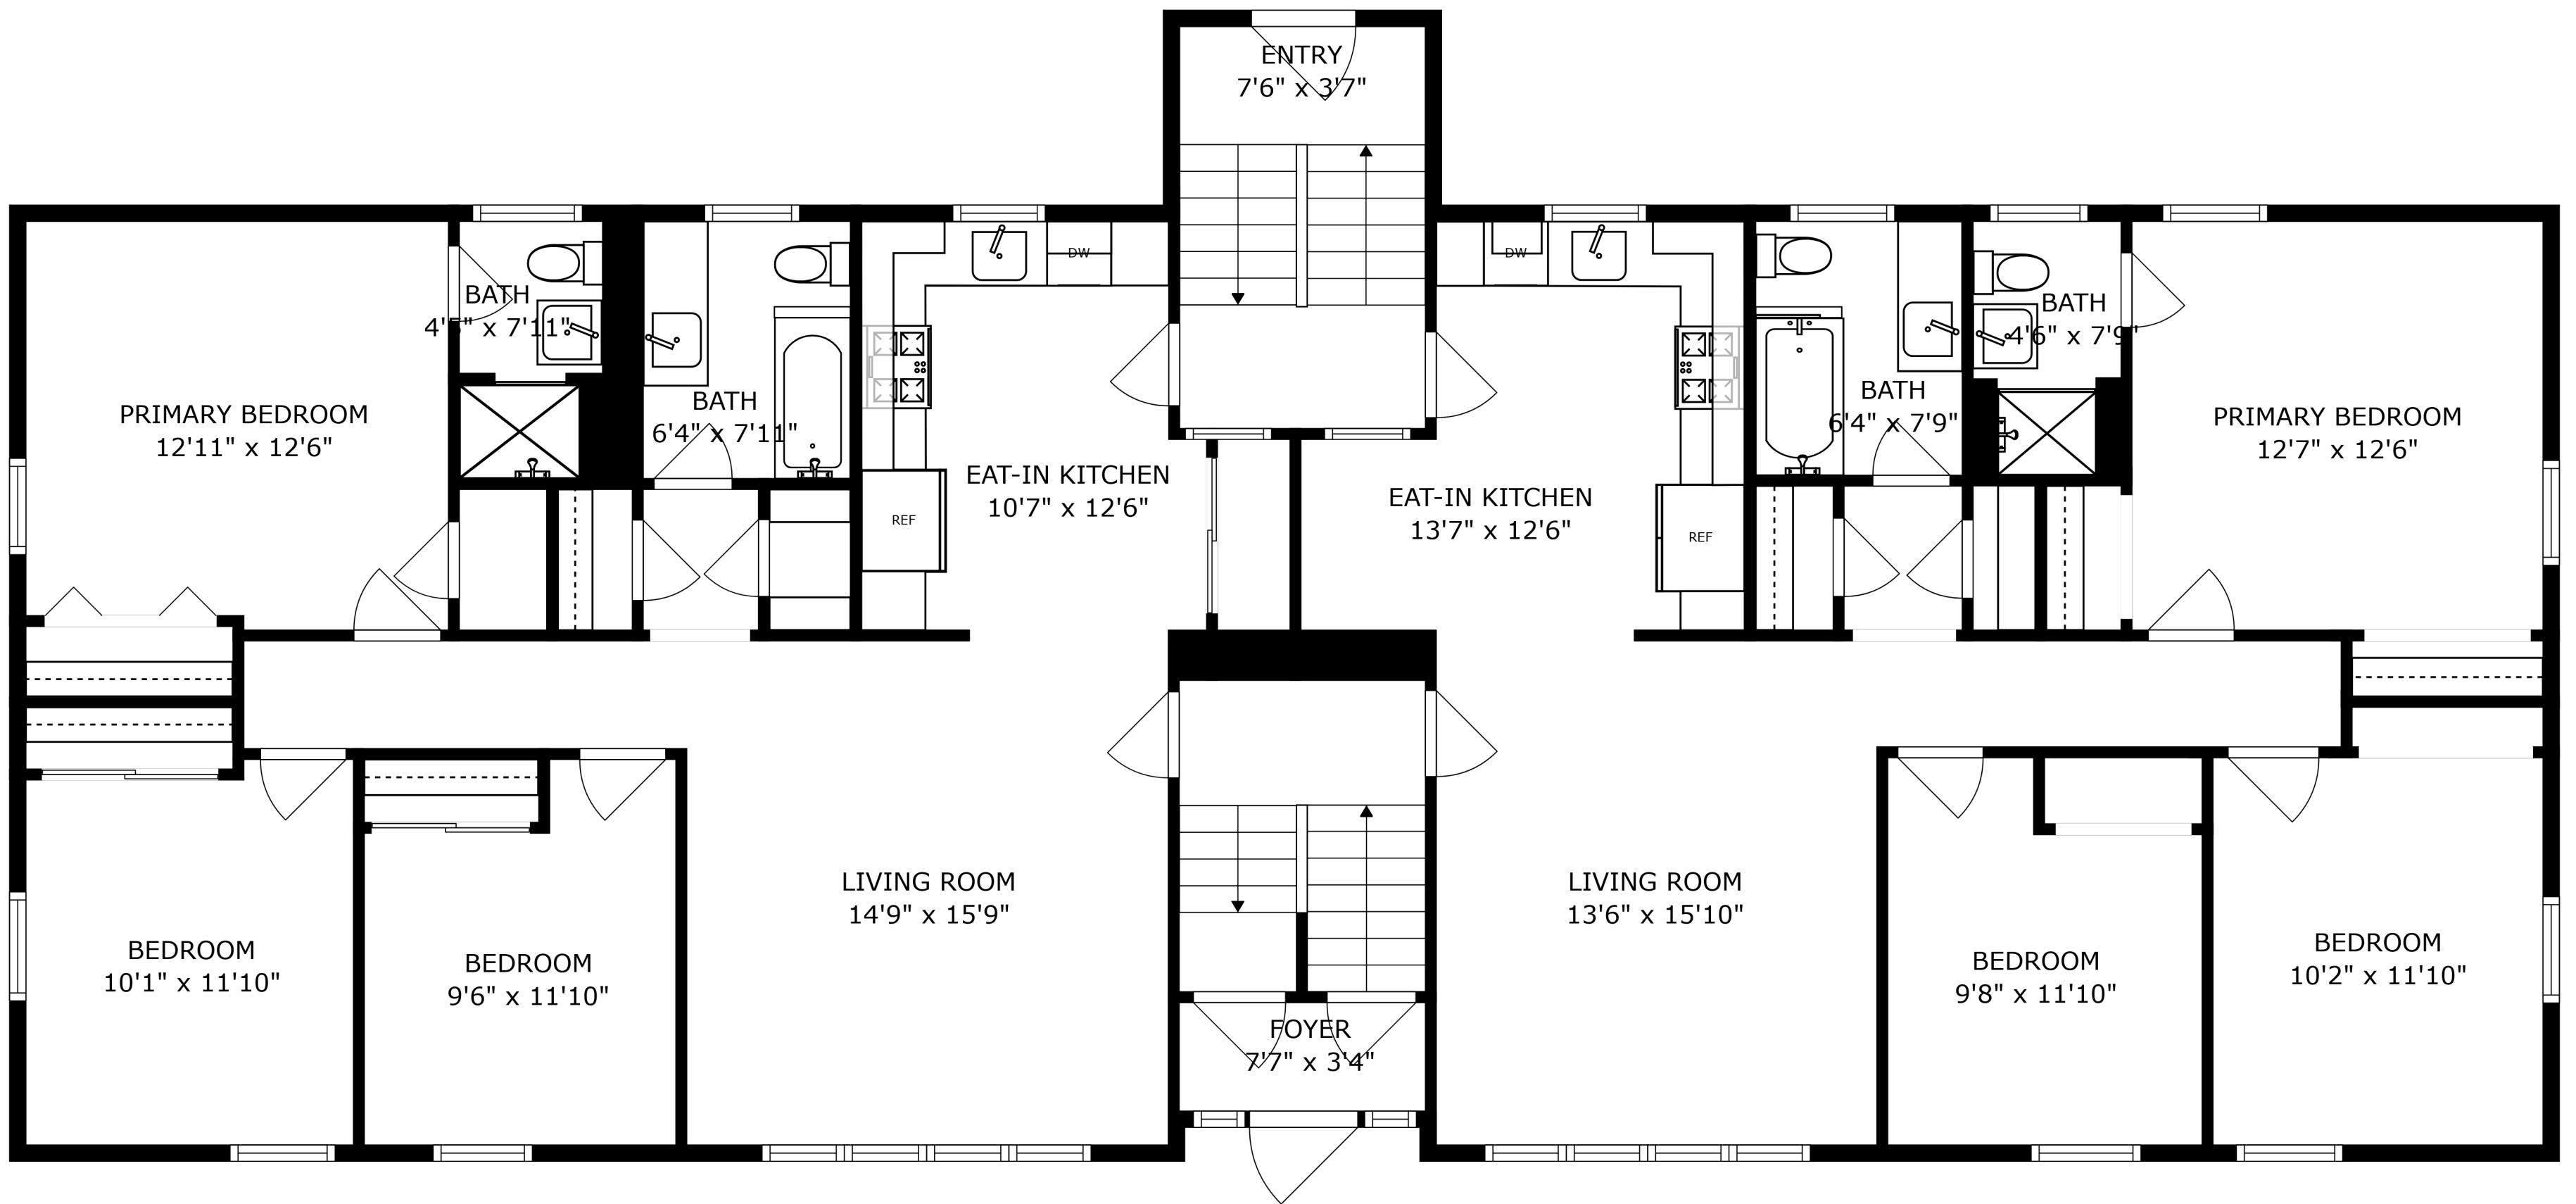 ENTRY
7'6" x 3'7"
DW
DW
BATH
4'5" x 7'11"
BATH
4'6" x 7'9"
BATH
6'4" x 7'11"
BATH
6'4" x 7'9"
PRIMARY BEDROOM
12'11" x 12'6"
PRIMARY BEDROOM
12'7" x 12'6"
EAT-IN KITCHEN
10'7" x 12'6"
EAT-IN KITCHEN
13'7" x 12'6"
REF
REF
LIVING ROOM
14'9" x 15'9"
LIVING ROOM
13'6" x 15'10"
BEDROOM
10'1" x 11'10"
BEDROOM
9'6" x 11'10"
BEDROOM
9'8" x 11'10"
BEDROOM
10'2" x 11'10"
FOYER
7'7" x 3'4"